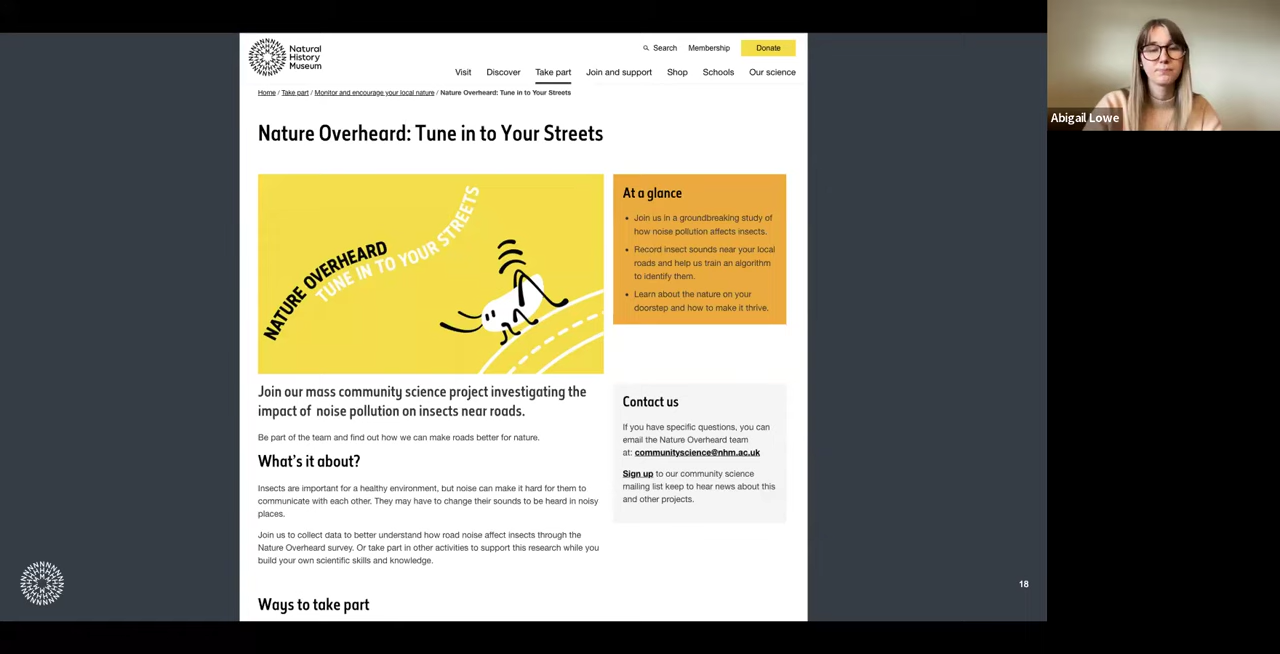 Natural
History
Museum
Search Membership Donate
Visit Discover Take part Join and support Shop Schools Our science
Home / Take part / Monitor and encourage your local nature / Nature Overheard: Tune in to Your Streets
Nature Overheard: Tune in to Your Streets
NATURE OVERHEARD
TUNE IN TO YOUR STREETS
At a glance
• Join us in a groundbreaking study of
how noise pollution affects insects.
• Record insect sounds near your local
roads and help us train an algorithm
to identify them.
• Learn about the nature on your
doorstep and how to make it thrive.
Join our mass community science project investigating the
impact of noise pollution on insects near roads.
Be part of the team and find out how we can make roads better for nature.
What's it about?
Insects are important for a healthy environment, but noise can make it hard for them to
communicate with each other. They may have to change their sounds to be heard in noisy
places.
Join us to collect data to better understand how road noise affect insects through the
Nature Overheard survey. Or take part in other activities to support this research while you
build your own scientific skills and knowledge.
Ways to take part
Contact us
If you have specific questions, you can
email the Nature Overheard team
at: communityscience@nhm.ac.uk
Sign up to our community science
mailing list keep to hear news about this
and other projects.
18
Abigail Lowe